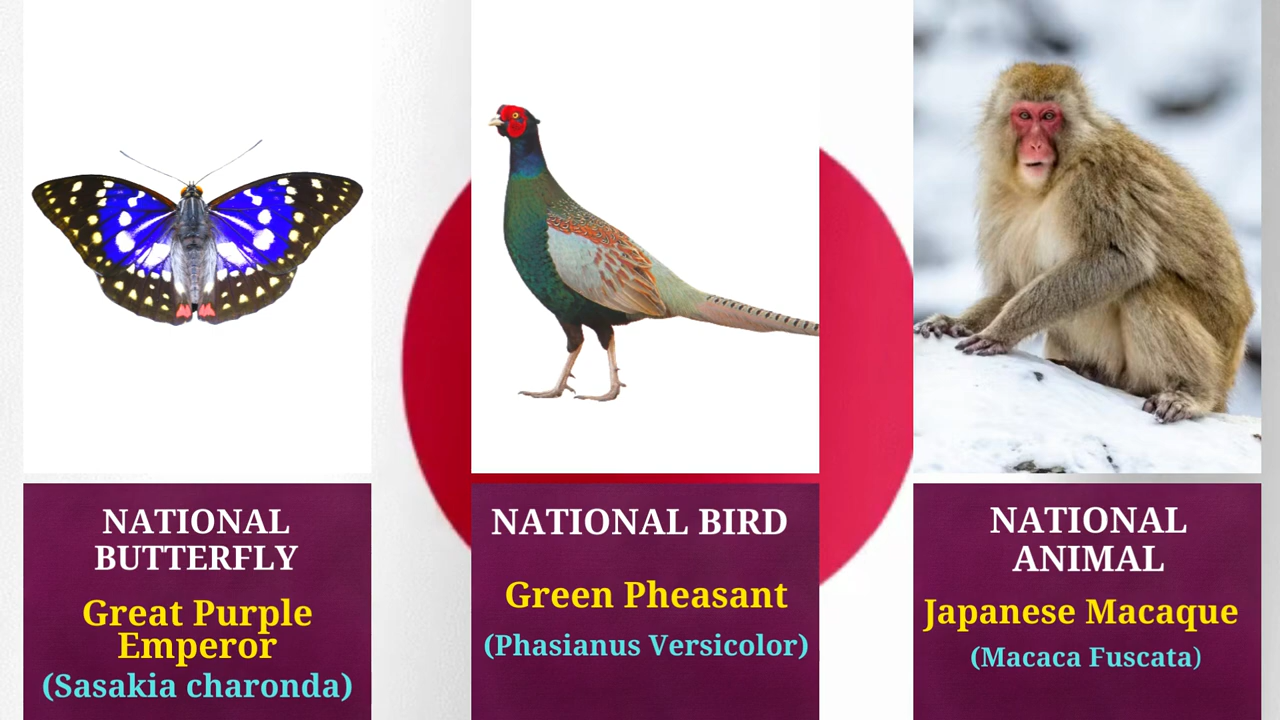 NATIONAL
BUTTERFLY
Great Purple
Emperor
(Sasakia charonda)
NATIONAL BIRD
Green Pheasant
(Phasianus Versicolor)
NATIONAL
ANIMAL
Japanese Macaque
(Macaca Fuscata)